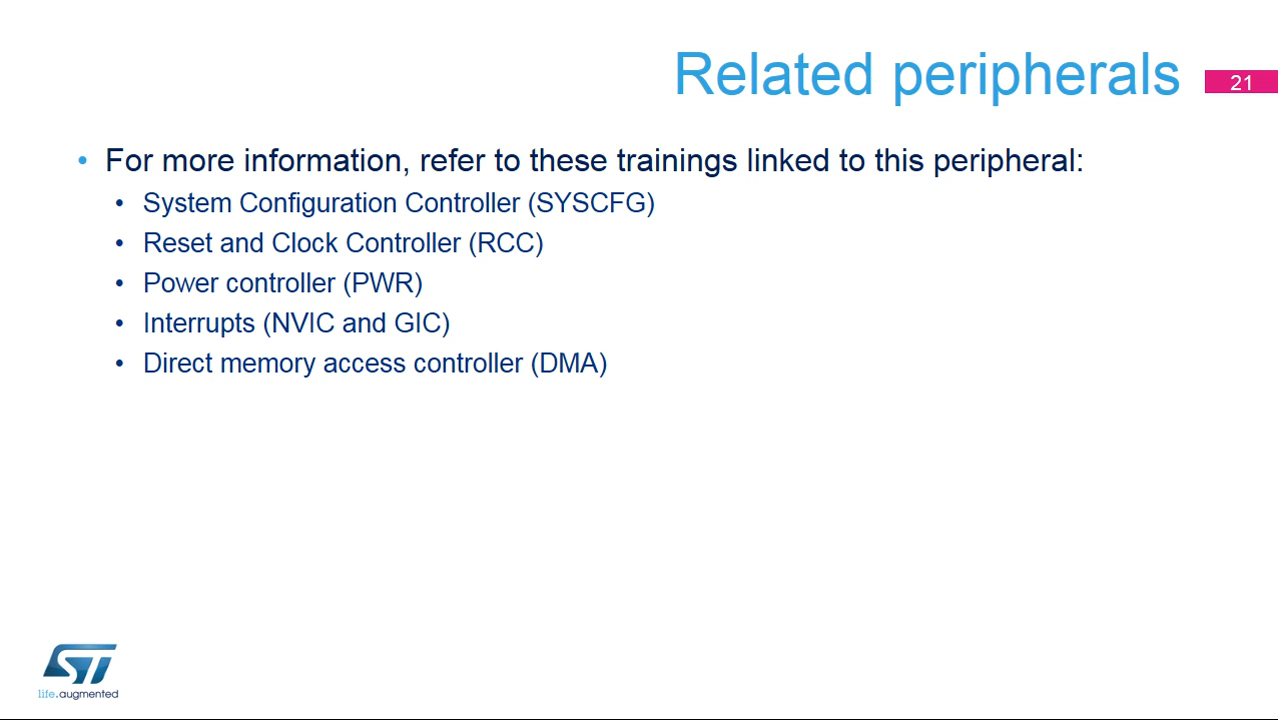 Related peripherals
21
• For more information, refer to these trainings linked to this peripheral:
• System Configuration Controller (SYSCFG)
• Reset and Clock Controller (RCC)
• Power controller (PWR)
• Interrupts (NVIC and GIC)
• Direct memory access controller (DMA)
ST
life.augmented